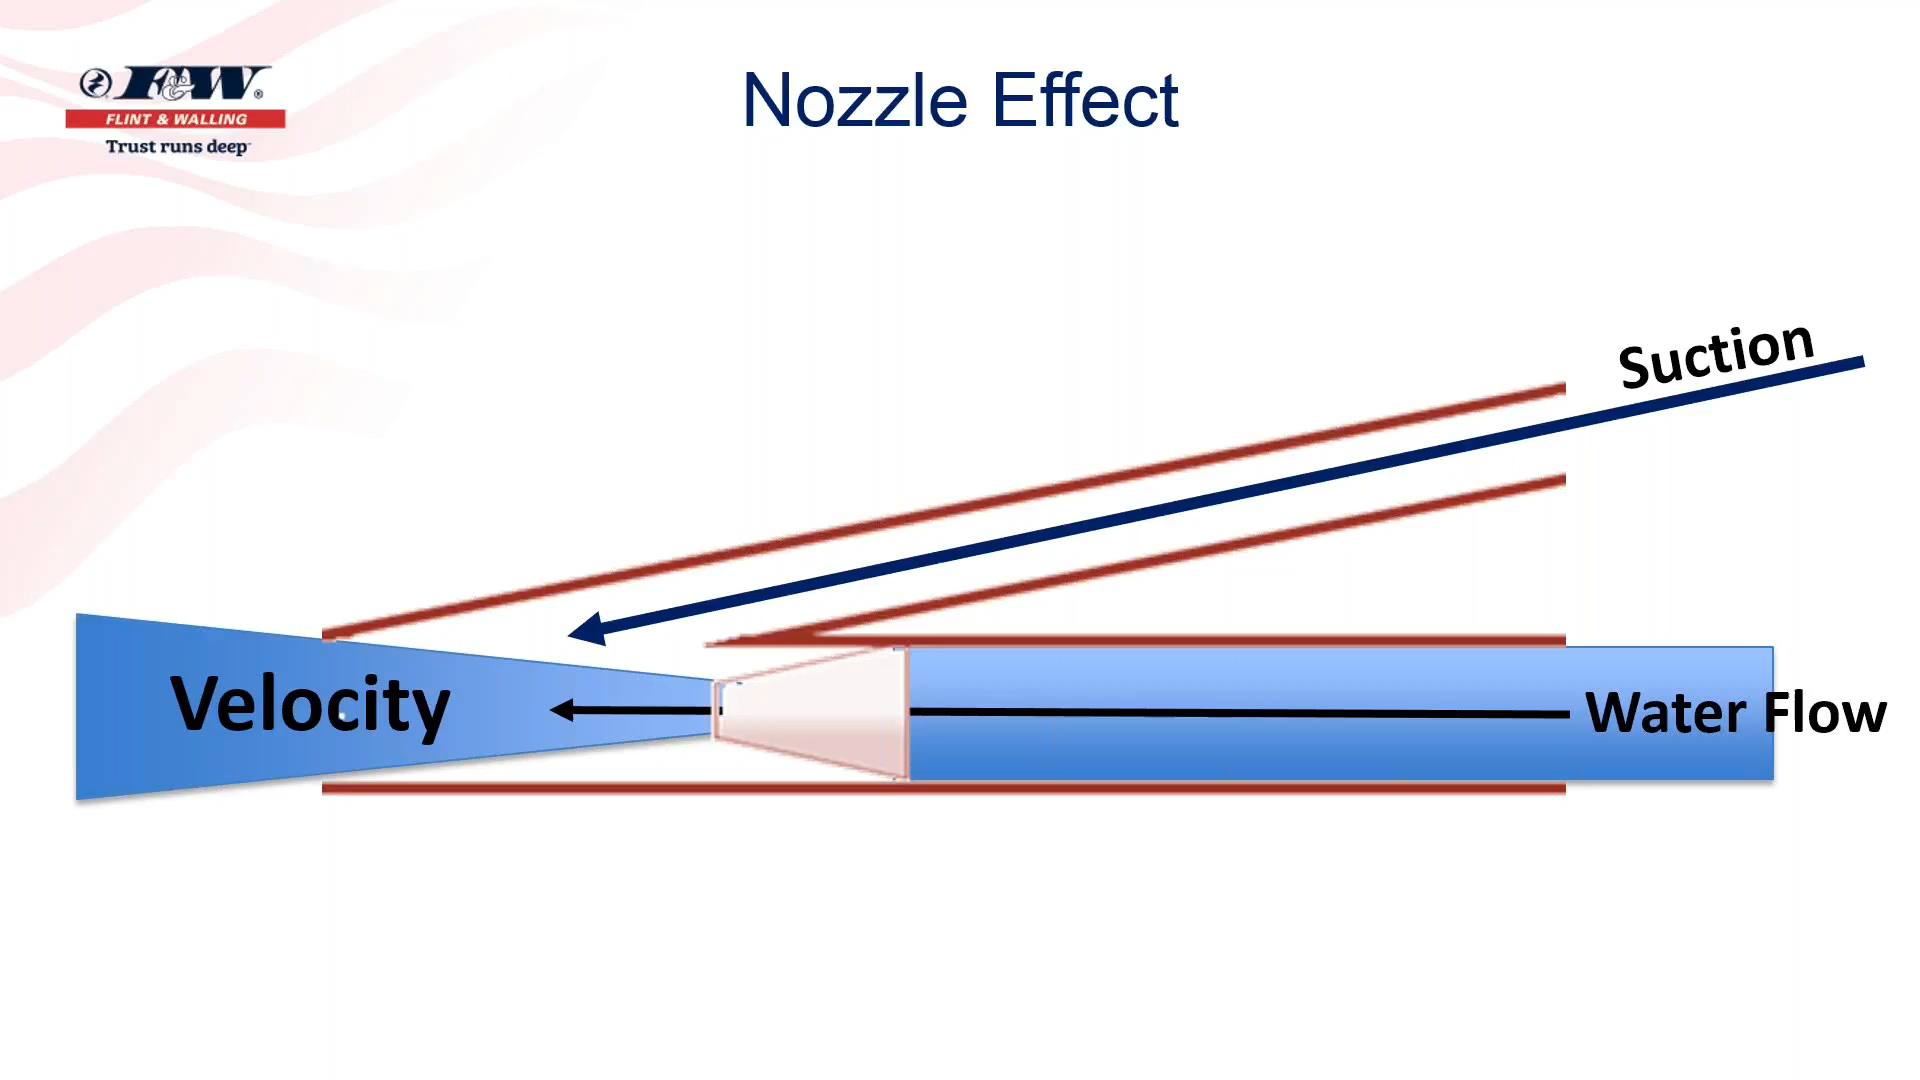 F&W®
FLINT & WALLING
Trust runs deep
Nozzle Effect
Suction
Velocity
Water Flow